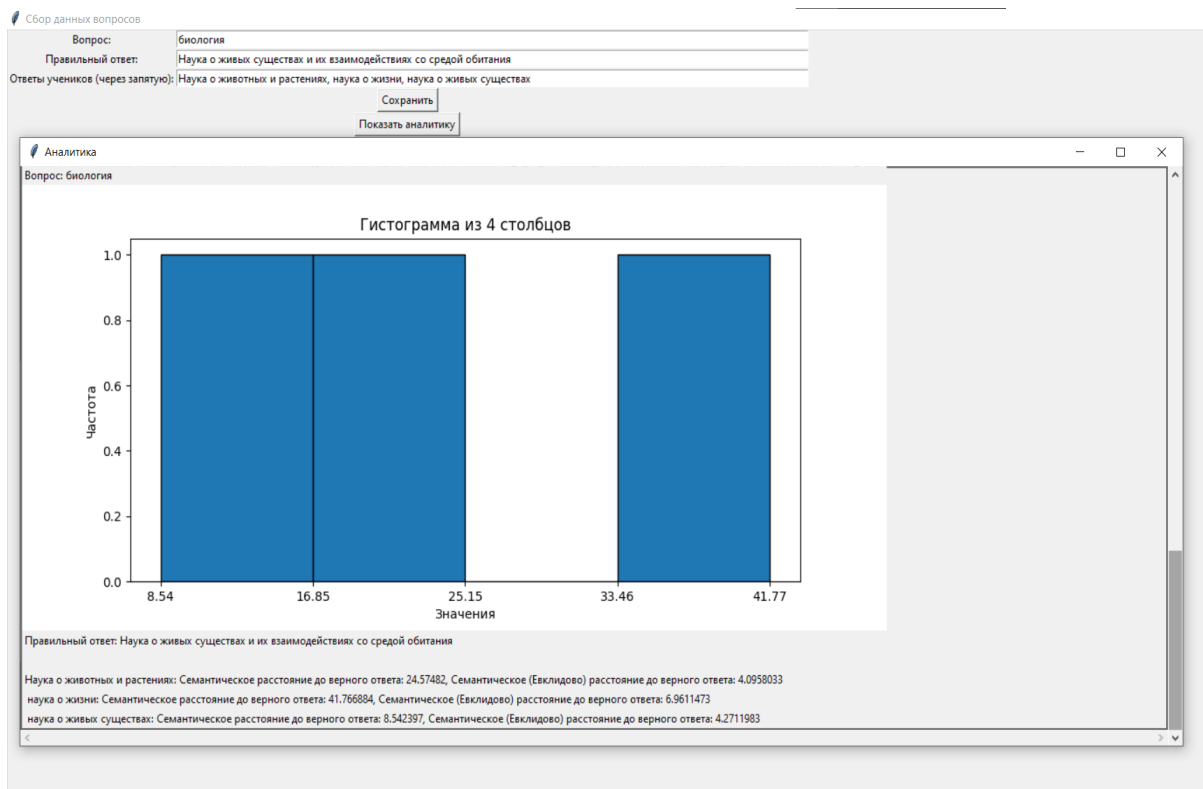 Сбор данных вопросов
Вопрос: биология
Правильный ответ: Наука о живых существах и их взаимодействиях со средой обитания
Ответы учеников (через запятую): Наука о животных и растениях, наука о жизни, наука о живых существах
Сохранить
Показать аналитику
Аналитика
Вопрос: биология
Гистограмма из 4 столбцов
Частота
1.0
0.8
0.6
0.4
0.2
0.0
8.54 16.85 25.15 33.46 41.77
Значения
Правильный ответ: Наука о живых существах и их взаимодействиях со средой обитания
Наука о животных и растениях: Семантическое расстояние до верного ответа: 24.57482, Семантическое (Евклидово) расстояние до верного ответа: 4.0958033
наука о жизни: Семантическое расстояние до верного ответа: 41.766884, Семантическое (Евклидово) расстояние до верного ответа: 6.9611473
наука о живых существах: Семантическое расстояние до верного ответа: 8.542397, Семантическое (Евклидово) расстояние до верного ответа: 4.2711983